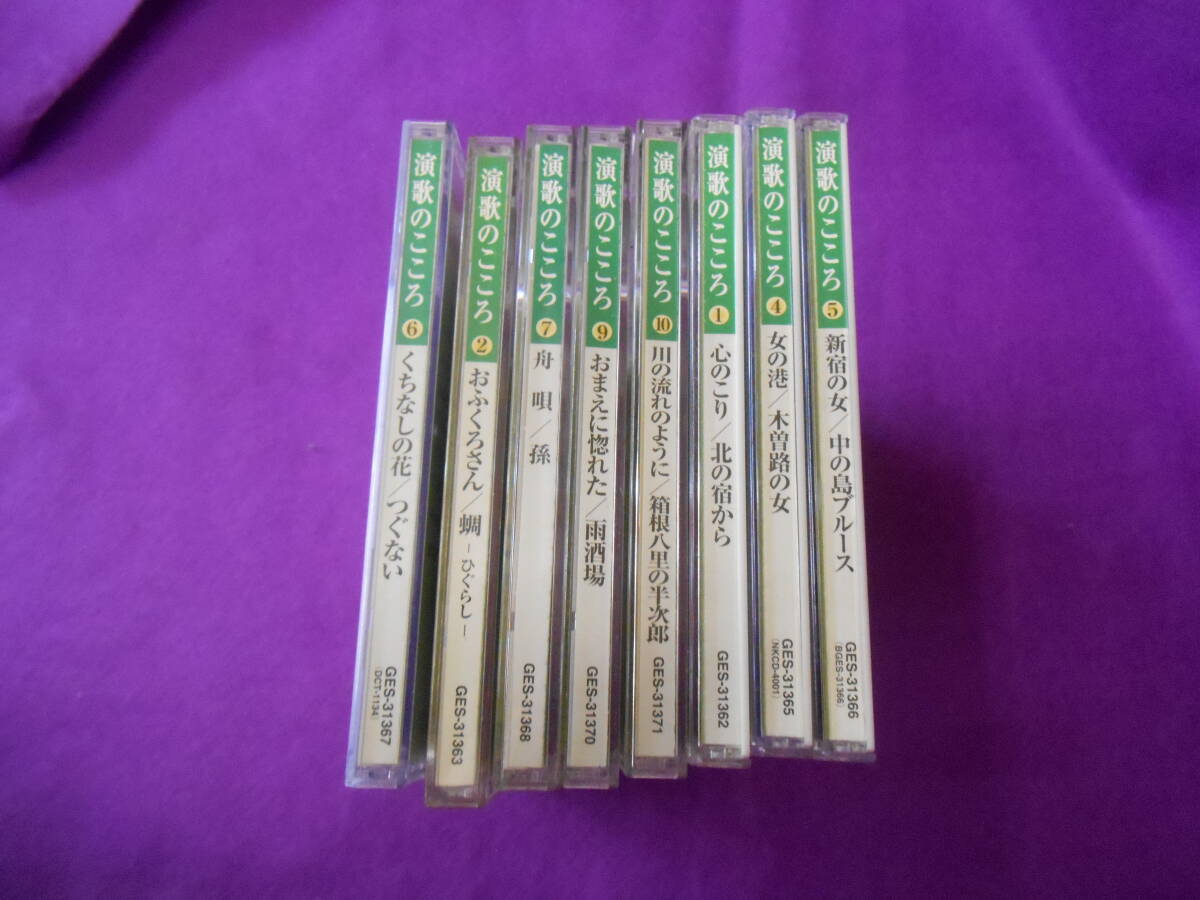 演歌のこころ 6 くちなしの花/つぐない GES-31367
〔DCT-1134〕
演歌のこころ 2 おふくろさん/蜩 －ひぐらし－ GES-31363
演歌のこころ 7 舟唄/孫 GES-31368
演歌のこころ 9 おまえに惚れた/雨酒場 GES-31370
演歌のこころ 10 川の流れのように/箱根八里の半次郎 GES-31371
演歌のこころ 1 心のこり/北の宿から GES-31362
演歌のこころ 4 女の港/木曽路の女 GES-31365
〔NKCD-4001〕
演歌のこころ 5 新宿の女/中の島ブルース GES-31366
〔BGES-31366〕